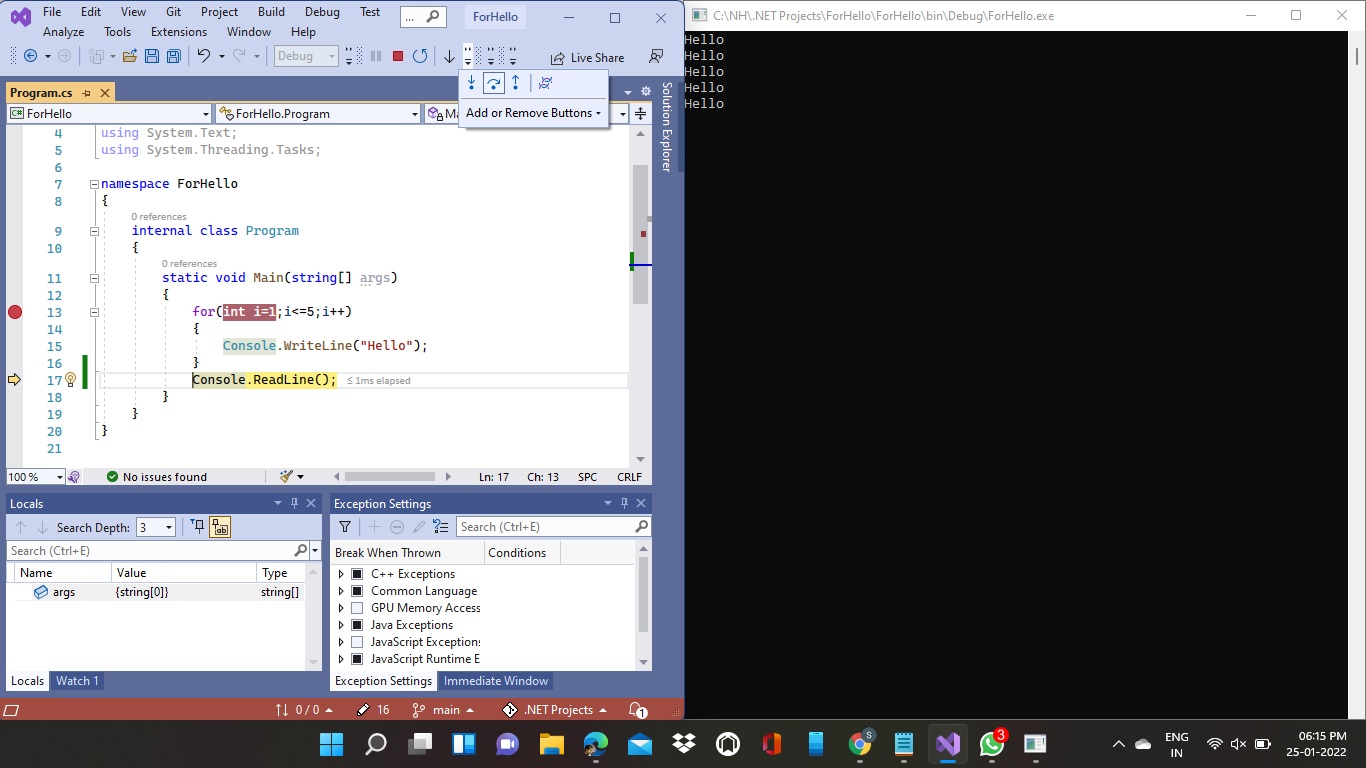 File Edit View Git Project Build Debug Test ... ForHello
Analyze Tools Extensions Window Help
Debug Live Share
Program.cs
Add or Remove Buttons
ForHello ForHello.Program Ma
Solution Explorer
4 using System.Text;
5 using System.Threading.Tasks;
6
7 namespace ForHello
8 {
0 references
9 internal class Program
10 {
0 references
11 static void Main(string[] args)
12 {
13 for(int i=1;i<=5;i++)
14 {
15 Console.WriteLine("Hello");
16 }
17 Console.ReadLine(); ≤ 1ms elapsed
18 }
19 }
20 }
21
100 % No issues found Ln: 17 Ch: 13 SPC CRLF
Locals
Search Depth: 3
Search (Ctrl+E)
Name Value Type
args {string[0]} string[]
Locals Watch 1
Exception Settings
Search (Ctrl+E)
Break When Thrown Conditions
C++ Exceptions
Common Language
GPU Memory Access
Java Exceptions
JavaScript Exceptions
JavaScript Runtime E
Exception Settings Immediate Window
0 / 0 16 main .NET Projects 1
C:\NH\.NET Projects\ForHello\ForHello\bin\Debug\ForHello.exe
Hello
Hello
Hello
Hello
Hello
S 3 ENG
IN
06:15 PM
25-01-2022